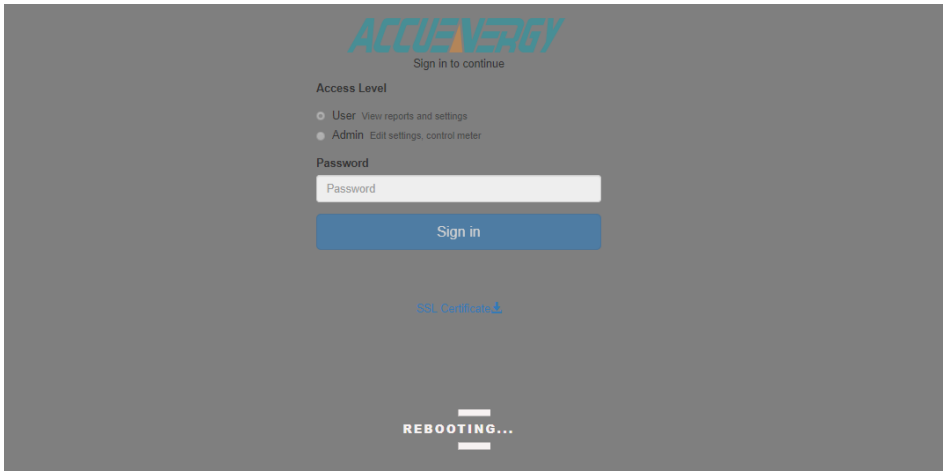 ACCUENERGY
Sign in to continue
Access Level
User View reports and settings
Admin Edit settings, control meter
Password
Password
Sign in
SSL Certificate
REBOOTING...